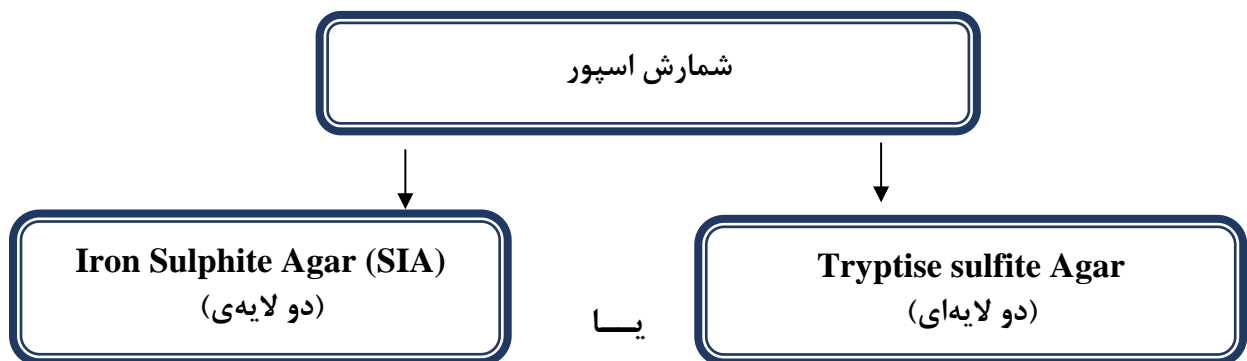 شمارش اسپور
Tryptise sulfite Agar
(دو لایه‌ای)
یـــا
Iron Sulphite Agar (SIA)
(دو لایه‌ی)